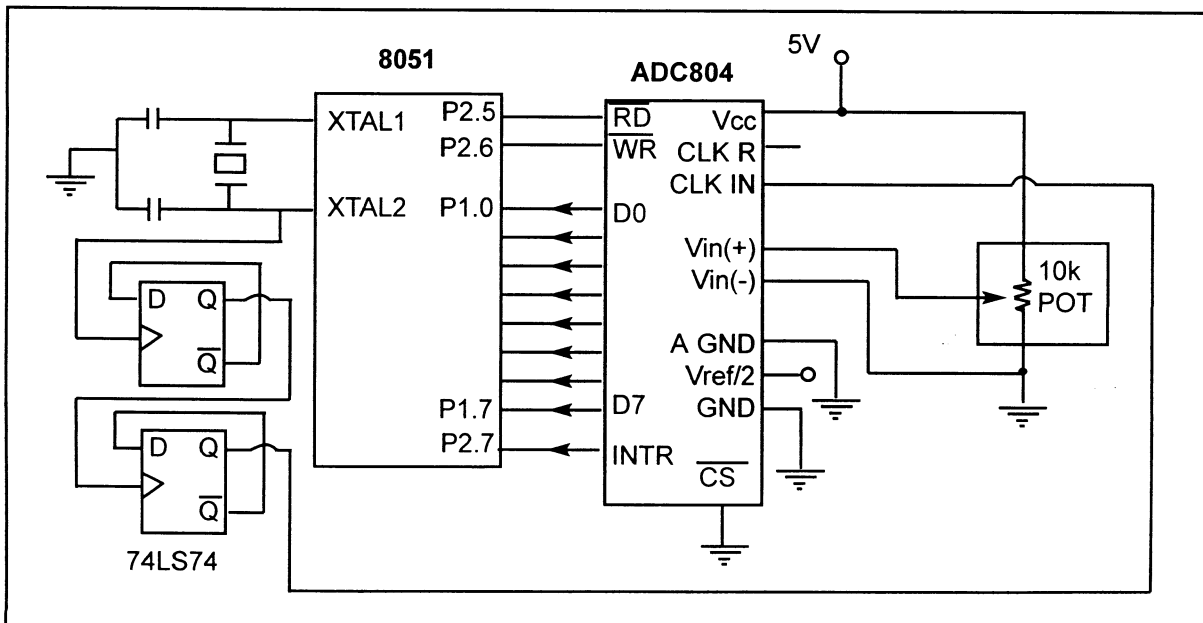 5V
8051
ADC804
XTAL1
P2.5
RD
Vcc
P2.6
WR
CLK R
CLK IN
XTAL2
P1.0
D0
Vin(+)
Vin(-)
10k
POT
D
Q
Q
A GND
Vref/2
P1.7
D7
GND
D
Q
P2.7
INTR
CS
Q
74LS74